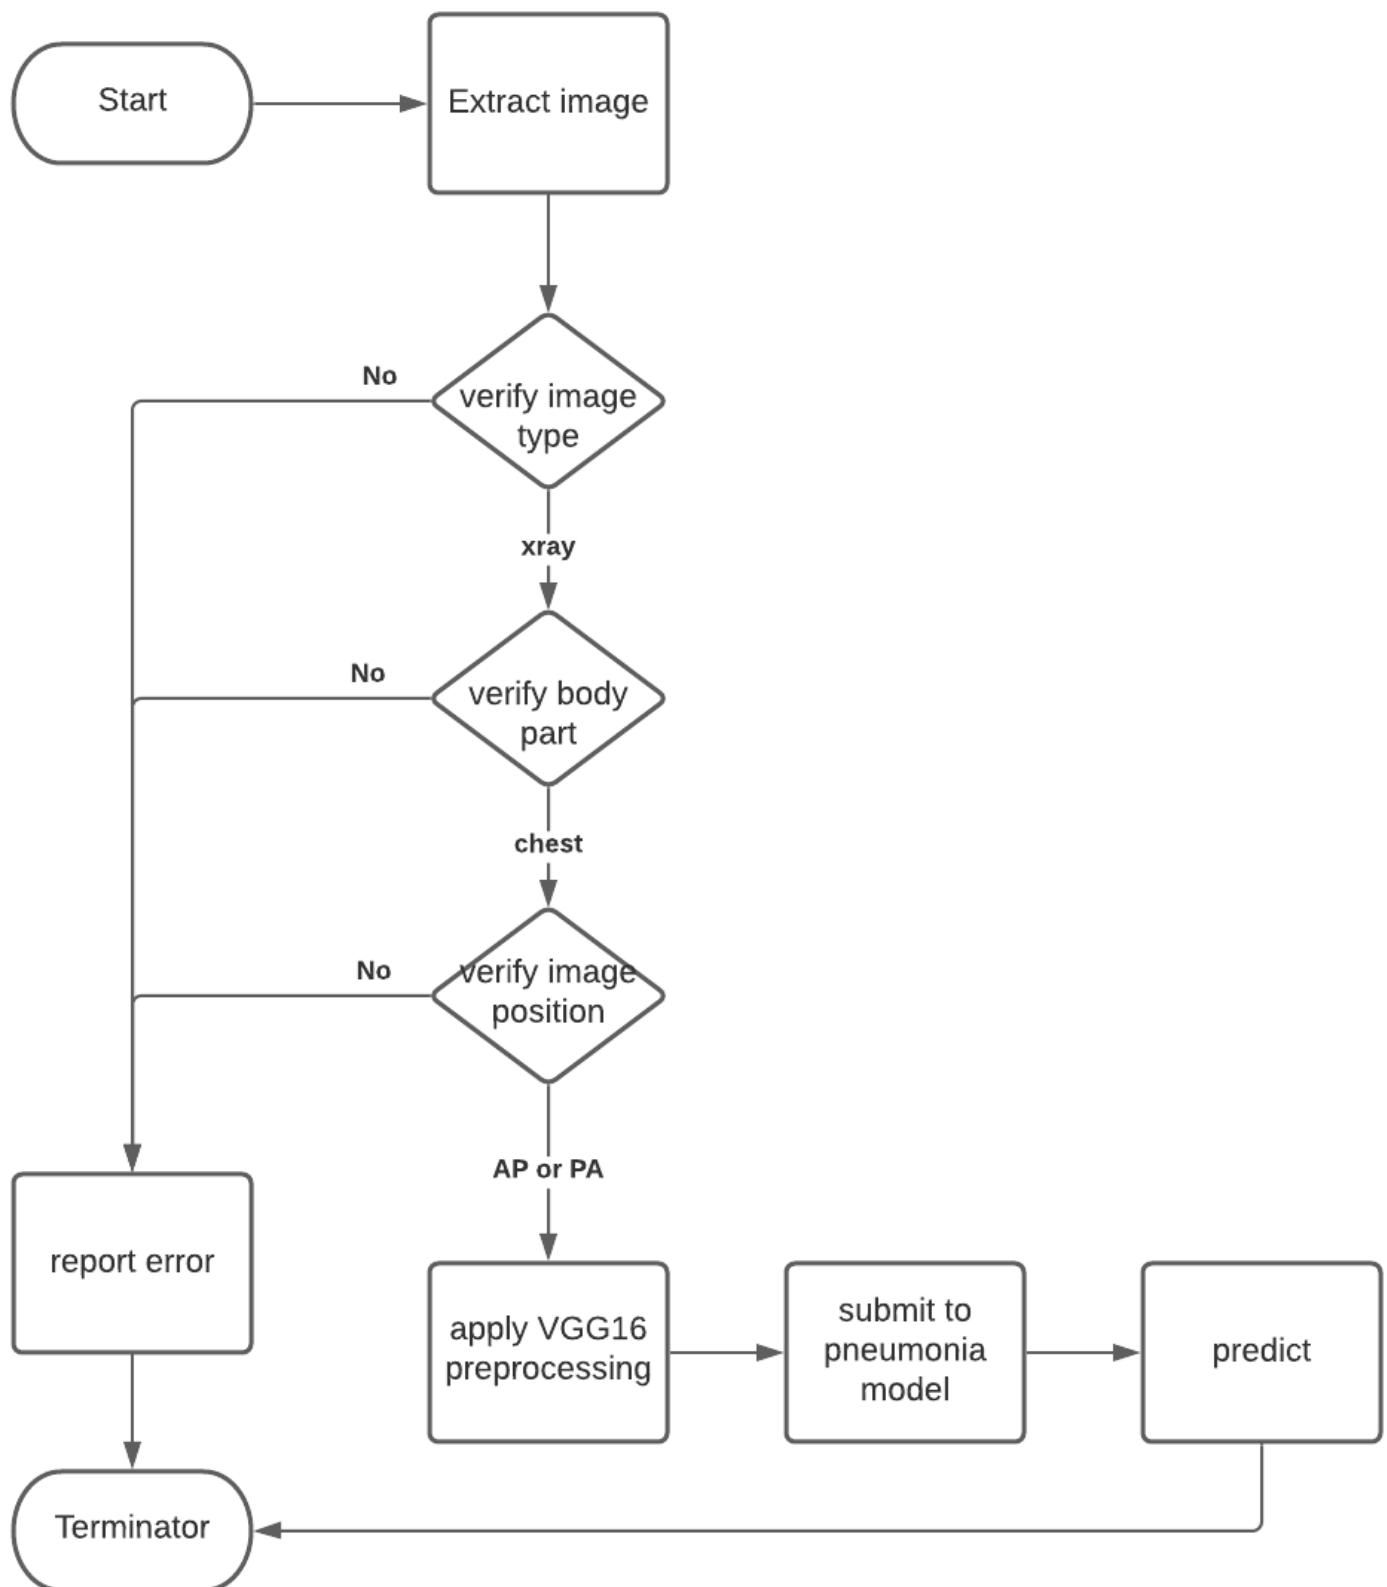 Start
Extract image
No
verify image
type
xray
No
verify body
part
chest
No
verify image
position
AP or PA
report error
apply VGG16
preprocessing
submit to
pneumonia
model
predict
Terminator